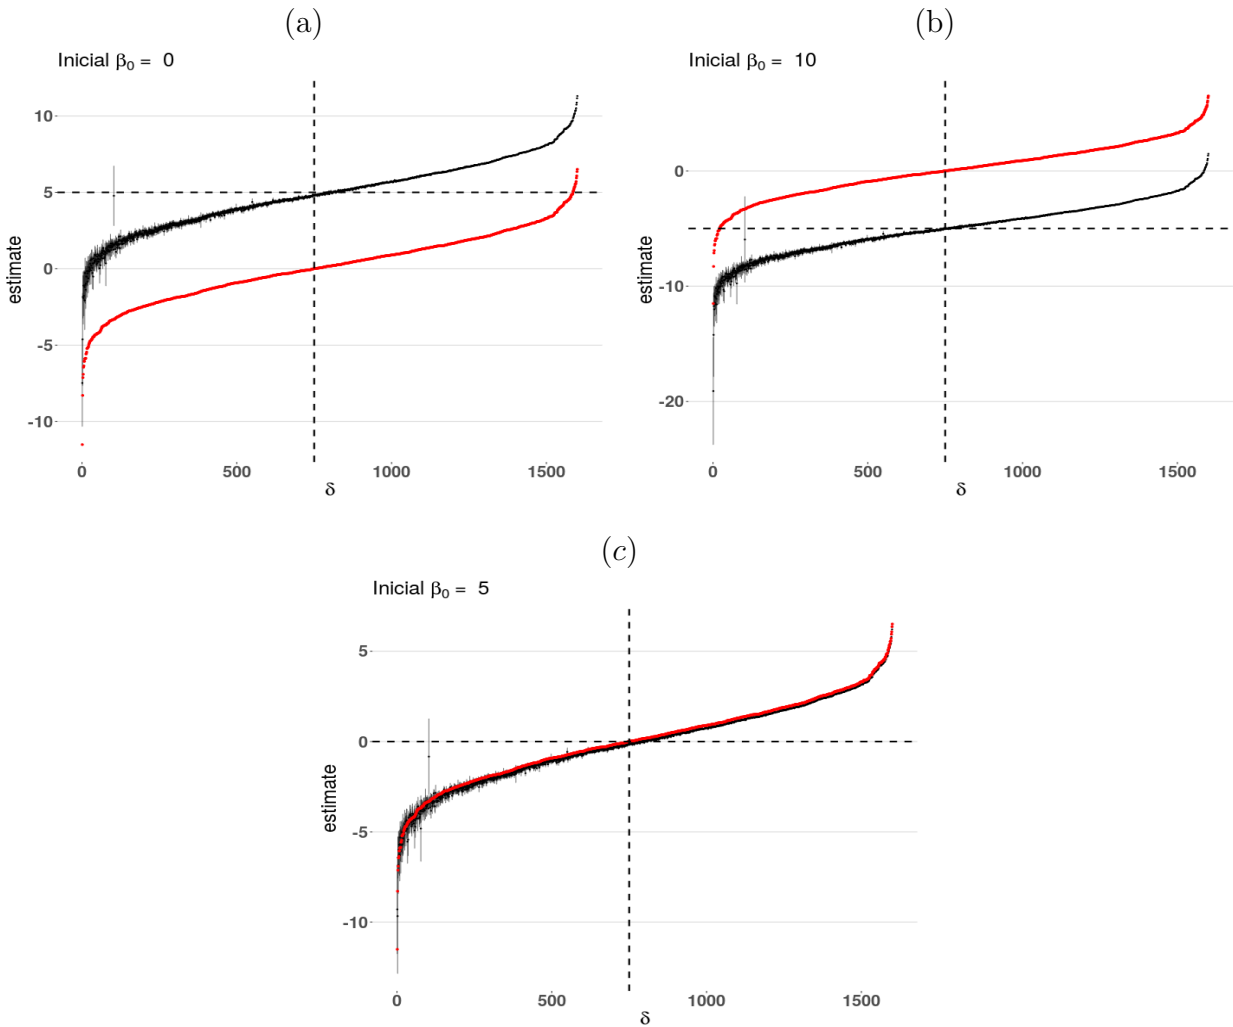 (a)
Inicial β₀ = 0
10
5
0
-5
-10
estimate
0 500 1000 1500
δ
(b)
Inicial β₀ = 10
0
-10
-20
estimate
0 500 1000 1500
δ
(c)
Inicial β₀ = 5
5
0
-5
-10
estimate
0 500 1000 1500
δ